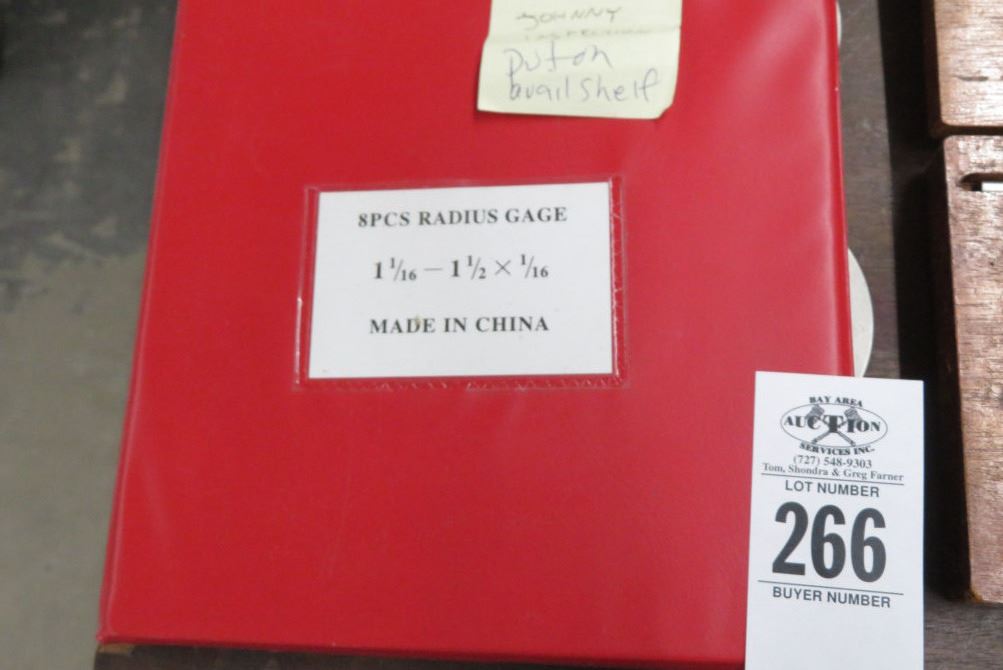 JOHNNY
put on
avail shelf
8PCS RADIUS GAGE
1 1/16 — 1 1/2 × 1/16
MADE IN CHINA
BAY AREA
AUCTION
SERVICES INC.
(727) 548-9303
Tom, Shondra & Greg Farner
LOT NUMBER
266
BUYER NUMBER